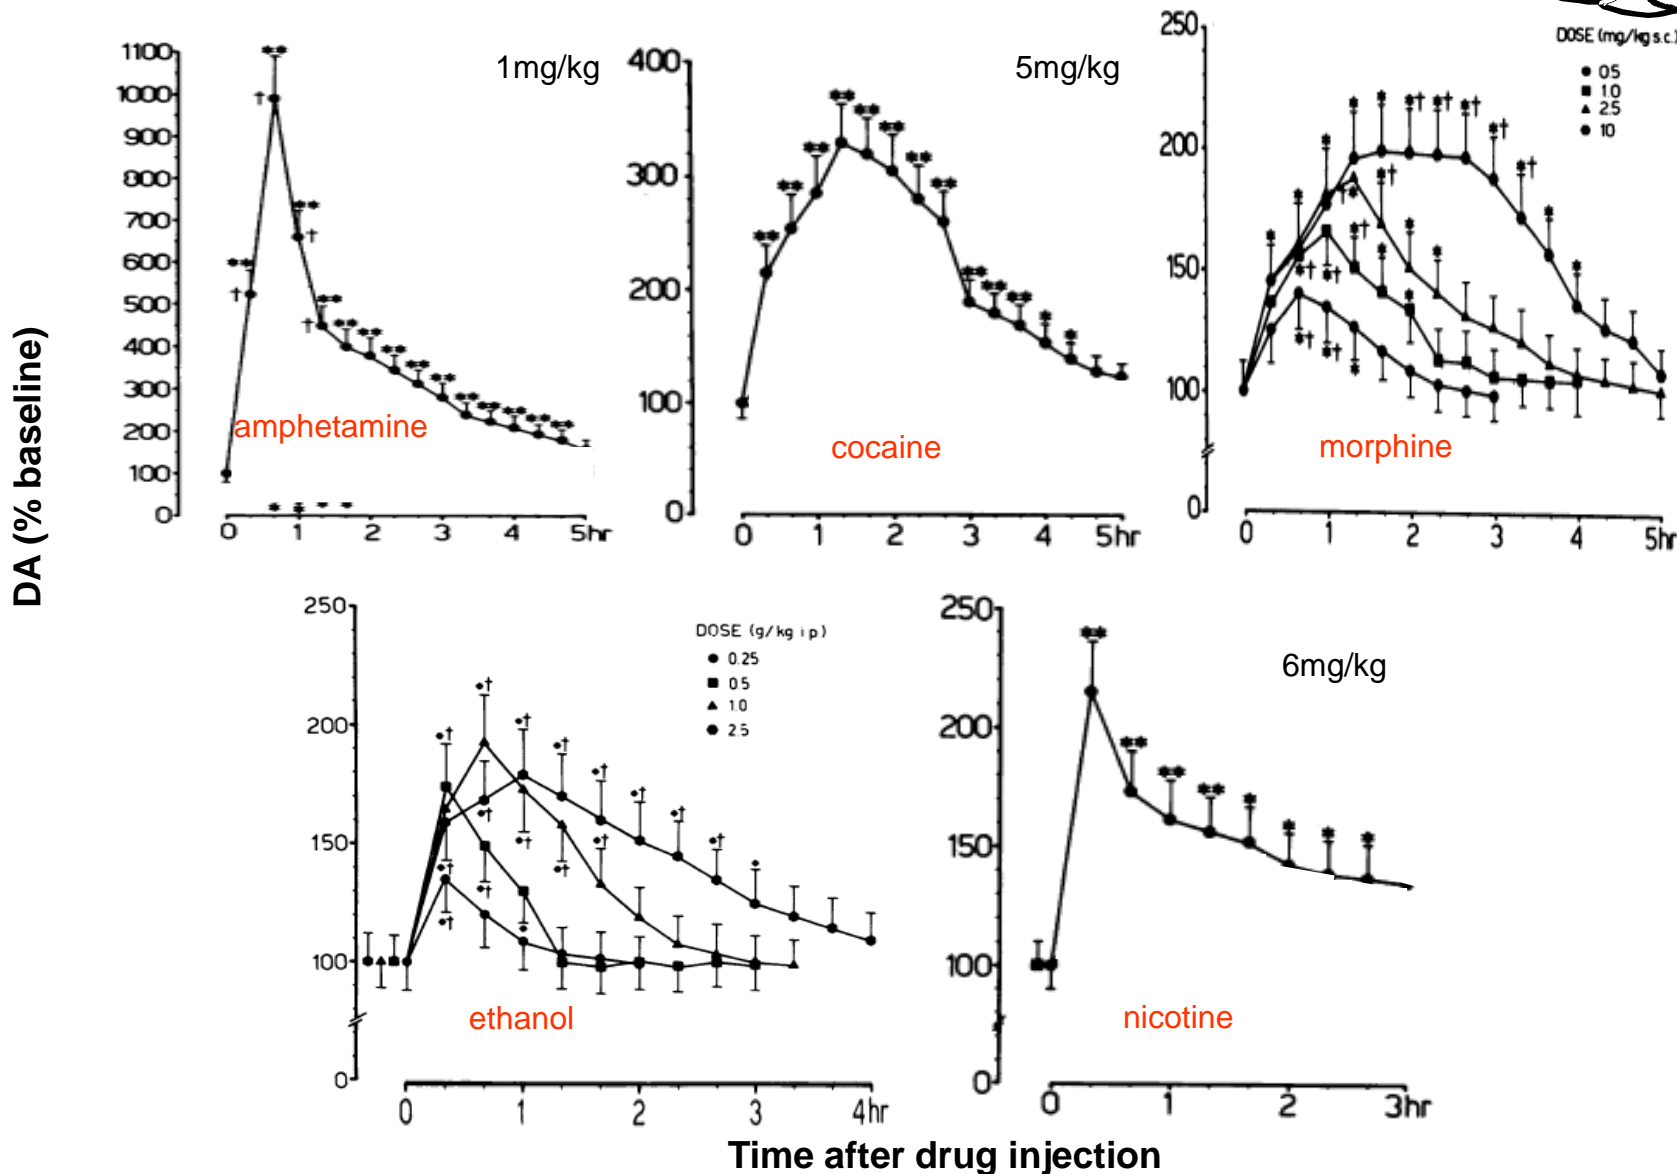 DA (% baseline)
1100
1000
900
800
700
600
500
400
300
200
100
0
0 1 2 3 4 5hr
1mg/kg
amphetamine
400
300
200
100
0
0 1 2 3 4 5hr
5mg/kg
cocaine
250
200
150
100
0
0 1 2 3 4 5hr
DOSE (mg/kg s.c.)
05
1.0
2.5
10
morphine
250
200
150
100
0
0 1 2 3 4hr
DOSE (g/kg i p)
0.25
0.5
1.0
2.5
ethanol
250
200
150
100
0
0 1 2 3hr
6mg/kg
nicotine
Time after drug injection